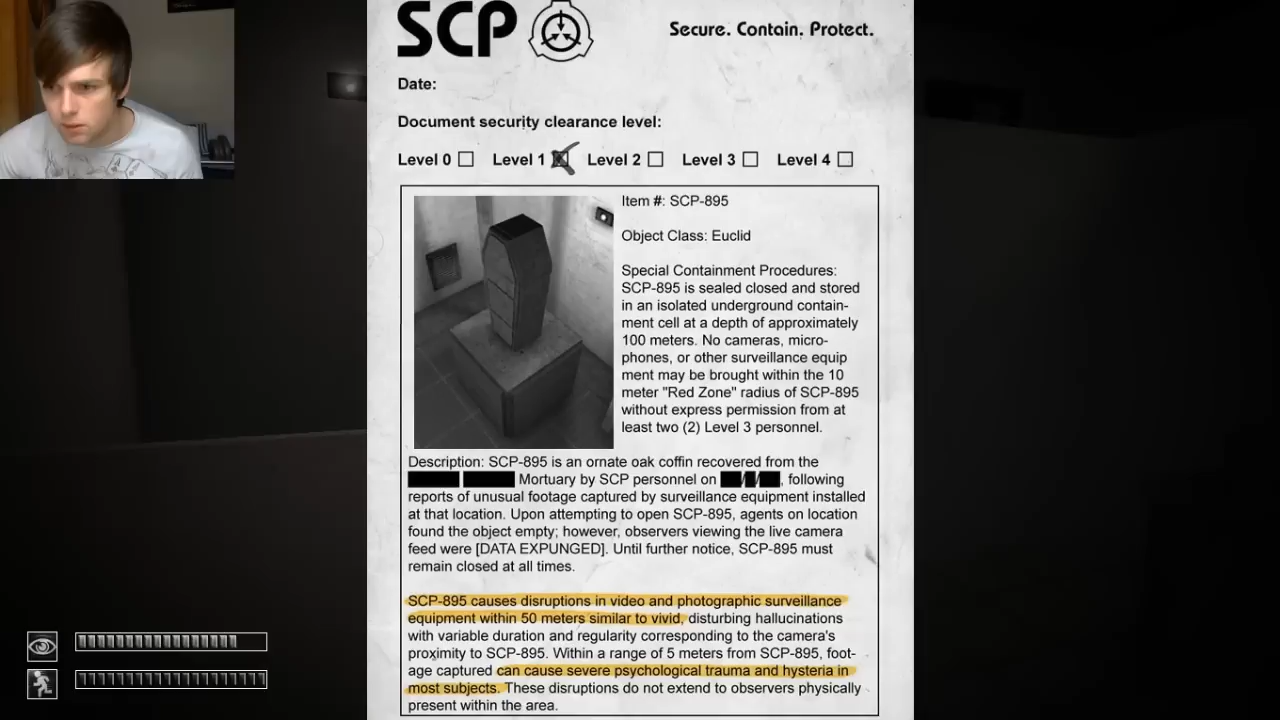 SCP
Secure. Contain. Protect.
Date:
Document security clearance level:
Level 0 Level 1 Level 2 Level 3 Level 4
Item #: SCP-895
Object Class: Euclid
Special Containment Procedures:
SCP-895 is sealed closed and stored
in an isolated underground contain-
ment cell at a depth of approximately
100 meters. No cameras, micro-
phones, or other surveillance equip
ment may be brought within the 10
meter "Red Zone" radius of SCP-895
without express permission from at
least two (2) Level 3 personnel.
Description: SCP-895 is an ornate oak coffin recovered from the
Mortuary by SCP personnel on / / , following
reports of unusual footage captured by surveillance equipment installed
at that location. Upon attempting to open SCP-895, agents on location
found the object empty; however, observers viewing the live camera
feed were [DATA EXPUNGED]. Until further notice, SCP-895 must
remain closed at all times.
SCP-895 causes disruptions in video and photographic surveillance
equipment within 50 meters similar to vivid, disturbing hallucinations
with variable duration and regularity corresponding to the camera's
proximity to SCP-895. Within a range of 5 meters from SCP-895, foot-
age captured can cause severe psychological trauma and hysteria in
most subjects. These disruptions do not extend to observers physically
present within the area.